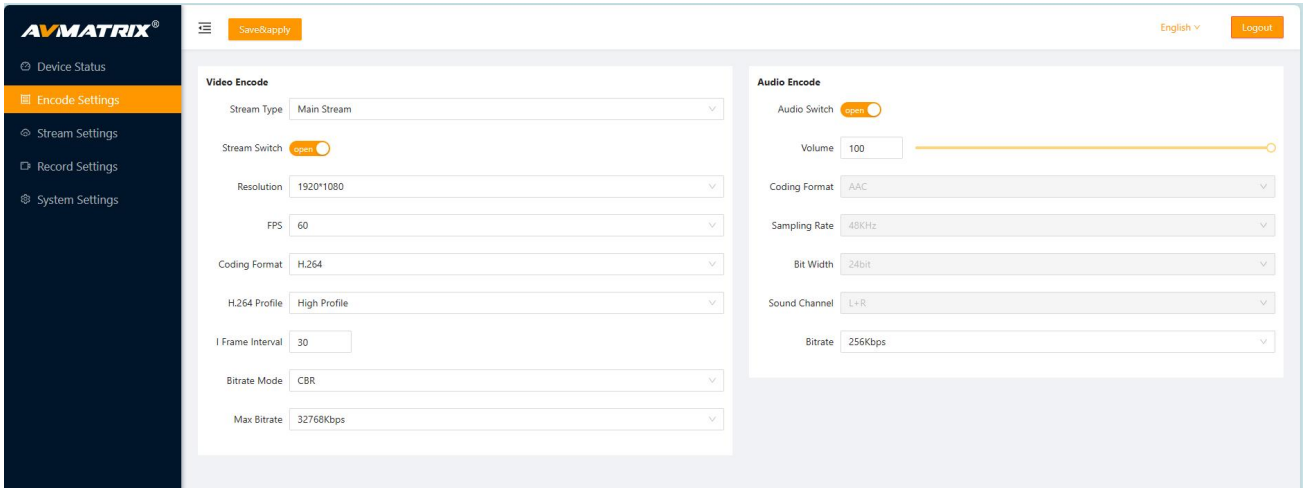 AVMATRIX®
Save&apply
English
Logout
Device Status
Encode Settings
Stream Settings
Record Settings
System Settings
Video Encode
Stream Type Main Stream
Stream Switch open
Resolution 1920*1080
FPS 60
Coding Format H.264
H.264 Profile High Profile
I Frame Interval 30
Bitrate Mode CBR
Max Bitrate 32768Kbps
Audio Encode
Audio Switch open
Volume 100
Coding Format AAC
Sampling Rate 48KHz
Bit Width 24bit
Sound Channel L+R
Bitrate 256Kbps